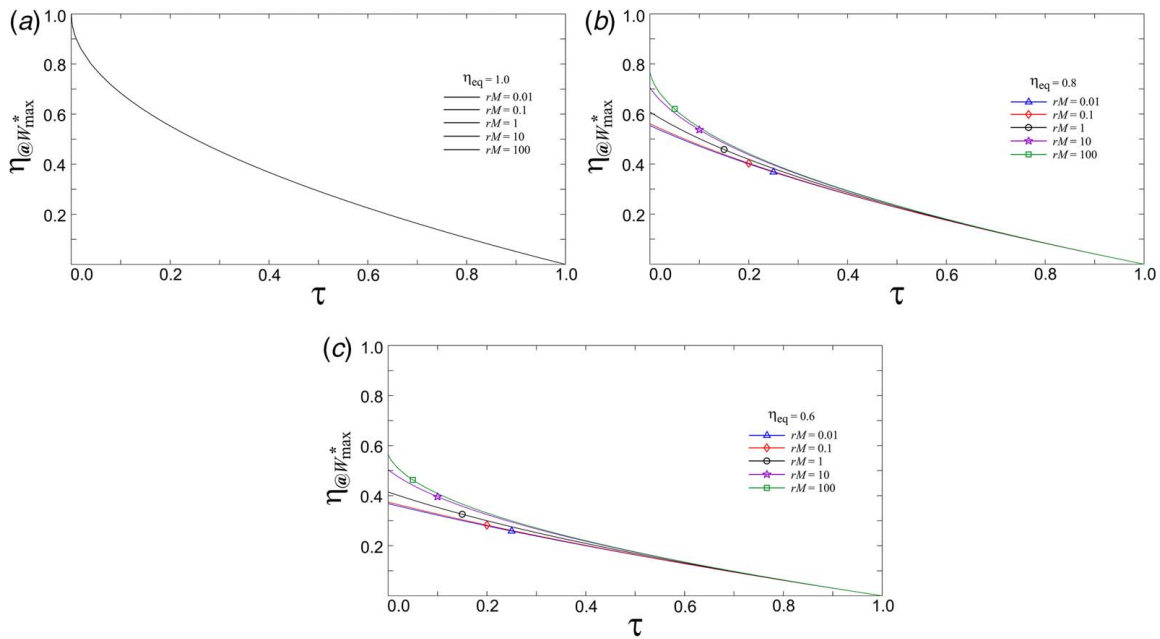 (a)
1.0
0.8
0.6
0.4
0.2
η@W*max
ηeq = 1.0
rM = 0.01
rM = 0.1
rM = 1
rM = 10
rM = 100
0.0 0.2 0.4 0.6 0.8 1.0
τ
(b)
1.0
0.8
0.6
0.4
0.2
η@W*max
ηeq = 0.8
rM = 0.01
rM = 0.1
rM = 1
rM = 10
rM = 100
0.0 0.2 0.4 0.6 0.8 1.0
τ
(c)
1.0
0.8
0.6
0.4
0.2
η@W*max
ηeq = 0.6
rM = 0.01
rM = 0.1
rM = 1
rM = 10
rM = 100
0.0 0.2 0.4 0.6 0.8 1.0
τ